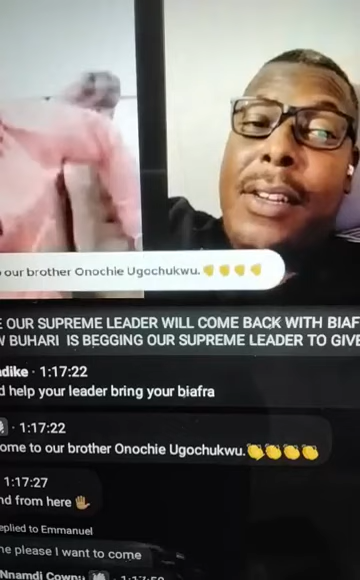 our brother Onochie Ugochukwu.👏👏👏👏
OUR SUPREME LEADER WILL COME BACK WITH BIAF
BUHARI IS BEGGING OUR SUPREME LEADER TO GIVE
dike · 1:17:22
help your leader bring your biafra
· 1:17:22
ome to our brother Onochie Ugochukwu.👏👏👏👏
1:17:27
nd from here ✋🏾
eplied to Emmanuel
please I want to come
Nnamdi